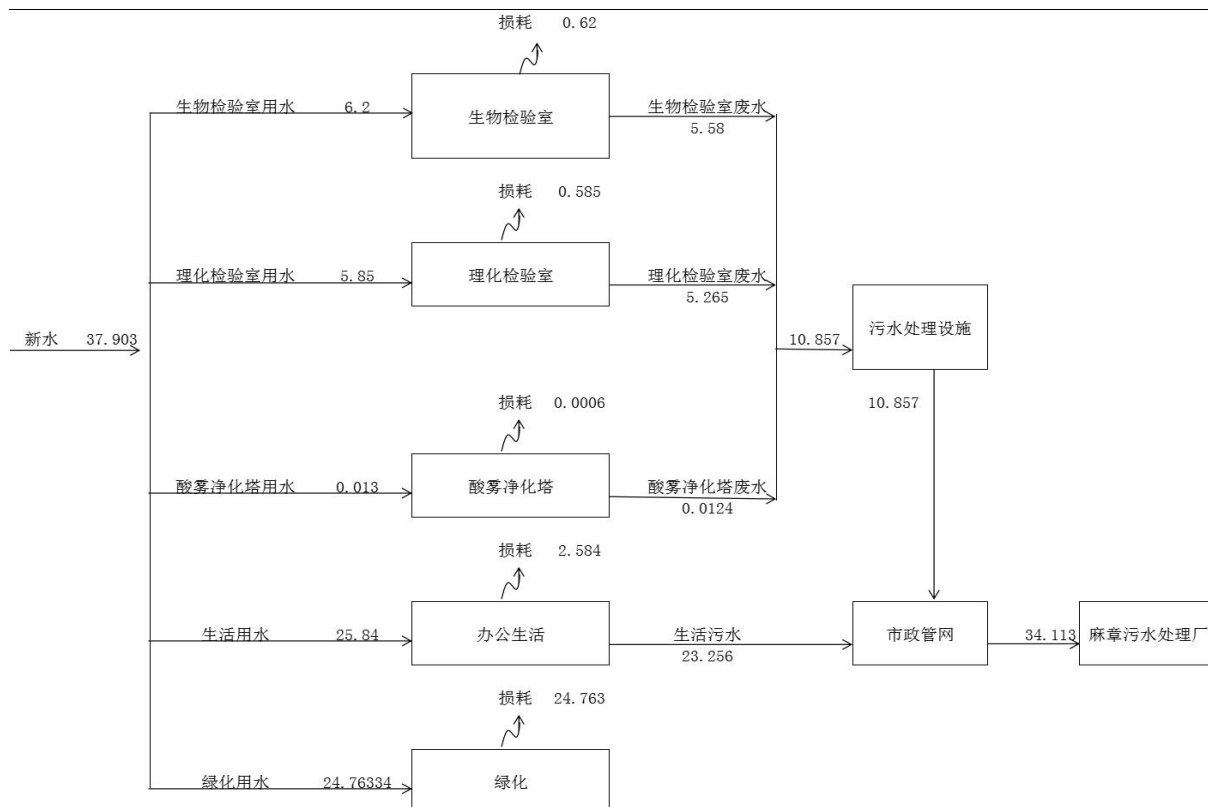 损耗 0.62
生物检验室用水 6.2
生物检验室
生物检验室废水
5.58
损耗 0.585
理化检验室用水 5.85
理化检验室
理化检验室废水
5.265
新水 37.903
10.857
污水处理设施
10.857
损耗 0.0006
酸雾净化塔用水 0.013
酸雾净化塔
酸雾净化塔废水
0.0124
损耗 2.584
生活用水 25.84
办公生活
生活污水
23.256
市政管网
34.113
麻章污水处理厂
损耗 24.763
绿化用水 24.76334
绿化